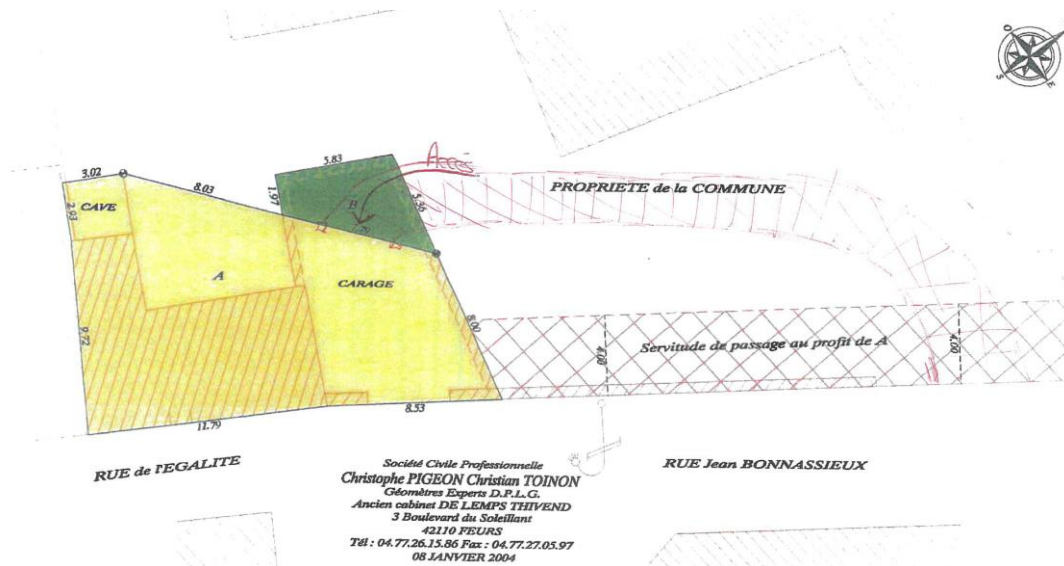 O
S
E
5.83
Accès
3.02
8.03
1.97
5.36
PROPRIETE de la COMMUNE
CAVE
B
2.93
A
GARAGE
8.00
9.72
4.00
Servitude de passage au profit de A
4.00
11.79
8.53
RUE de l'EGALITE
RUE Jean BONNASSIEUX
Société Civile Professionnelle
Christophe PIGEON Christian TOINON
Géomètres Experts D.P.L.G.
Ancien cabinet DE LEMPS THIVEND
3 Boulevard du Soleillant
42110 FEURS
Tél : 04.77.26.15.86 Fax : 04.77.27.05.97
08 JANVIER 2004